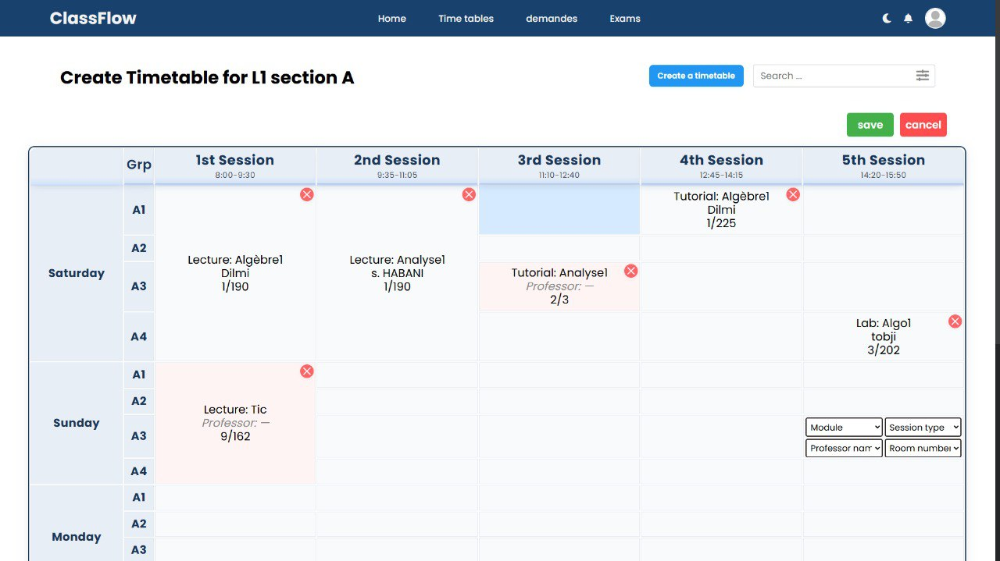 ClassFlow
Home Time tables demandes Exams
Create Timetable for L1 section A
Create a timetable
Search ...
save cancel
Grp 1st Session 2nd Session 3rd Session 4th Session 5th Session
8:00-9:30 9:35-11:05 11:10-12:40 12:45-14:15 14:20-15:50
Saturday
A1
Tutorial: Algèbre1
Dilmi
1/225
A2
Lecture: Algèbre1
Dilmi
1/190
Lecture: Analyse1
s. HABANI
1/190
A3
Tutorial: Analyse1
Professor: —
2/3
A4
Lab: Algo1
tobji
3/202
Sunday
A1
A2
Lecture: Tic
Professor: —
9/162
A3
Module Session type
Professor nam Room number
A4
Monday
A1
A2
A3